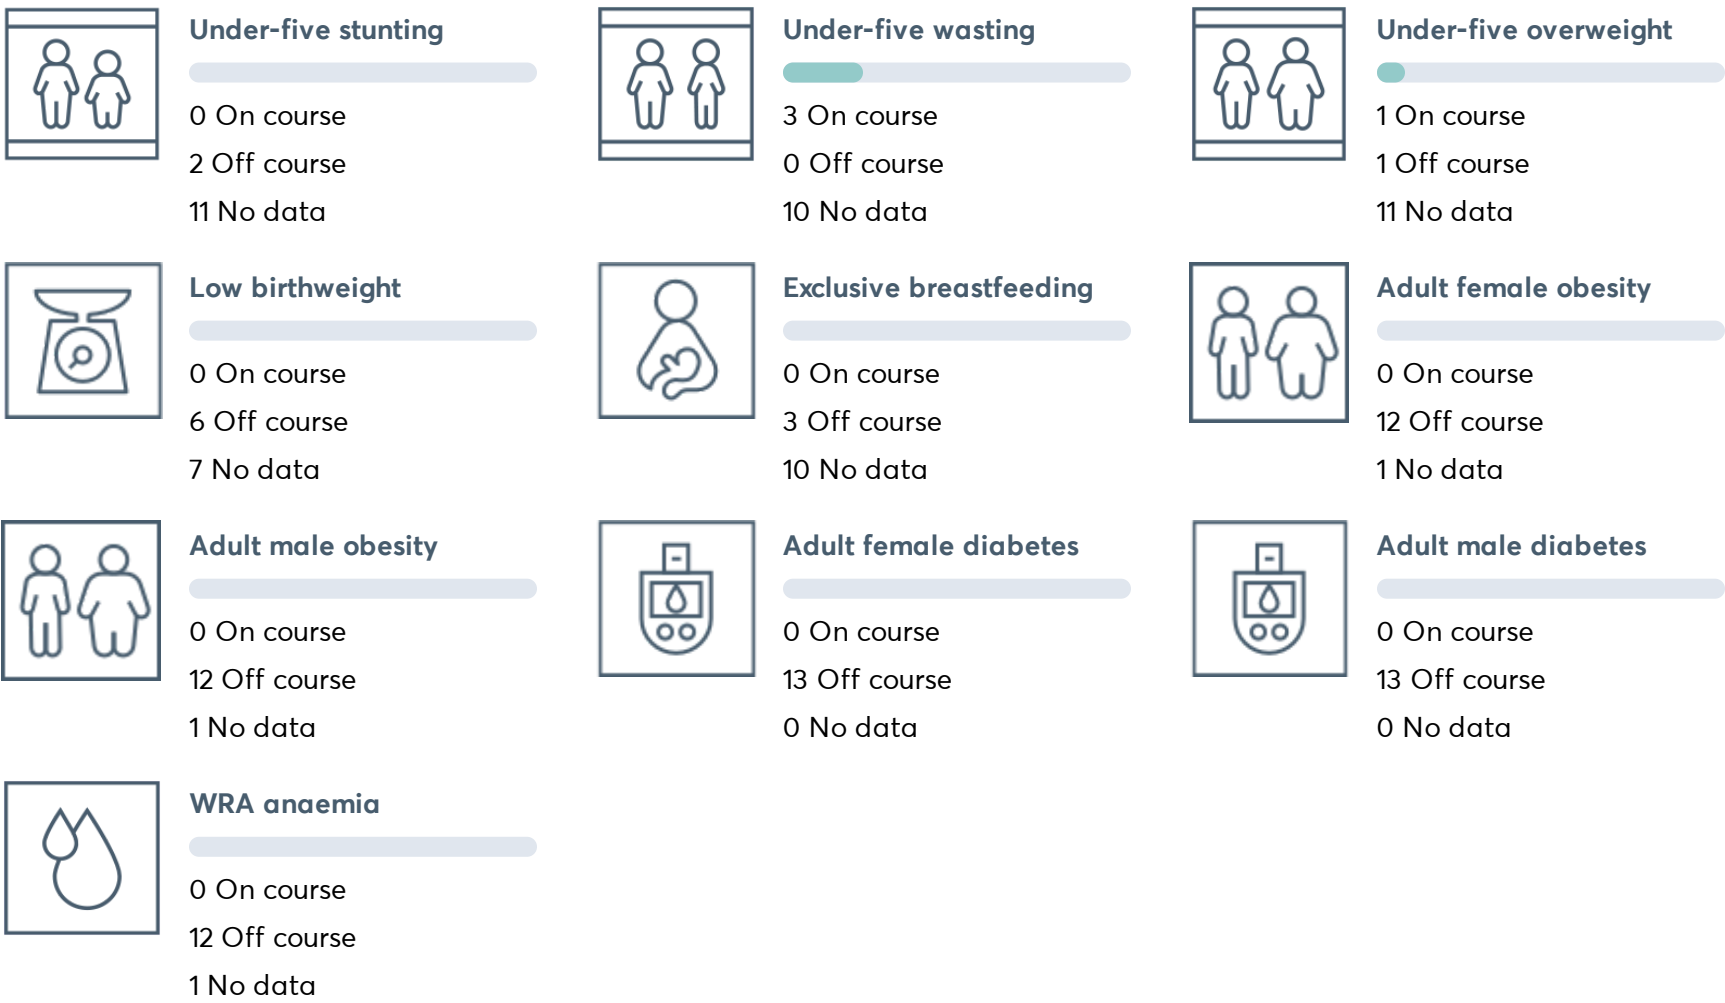 Under-five stunting
0 On course
2 Off course
11 No data
Under-five wasting
3 On course
0 Off course
10 No data
Under-five overweight
1 On course
1 Off course
11 No data
Low birthweight
0 On course
6 Off course
7 No data
Exclusive breastfeeding
0 On course
3 Off course
10 No data
Adult female obesity
0 On course
12 Off course
1 No data
Adult male obesity
0 On course
12 Off course
1 No data
Adult female diabetes
0 On course
13 Off course
0 No data
Adult male diabetes
0 On course
13 Off course
0 No data
WRA anaemia
0 On course
12 Off course
1 No data